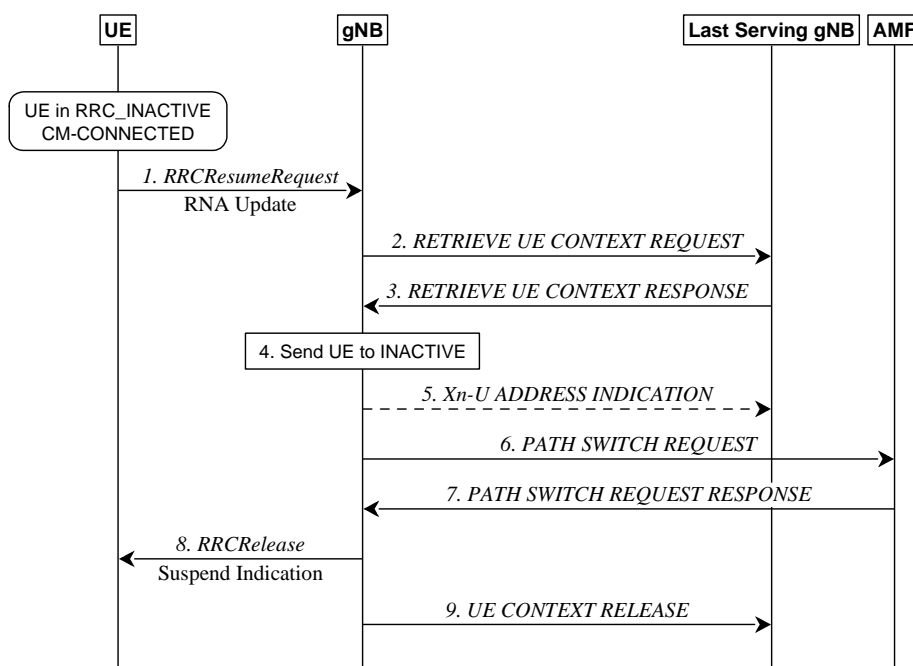 UE
gNB
Last Serving gNB
AMF
UE in RRC_INACTIVE
CM-CONNECTED
1. RRCResumeRequest
RNA Update
2. RETRIEVE UE CONTEXT REQUEST
3. RETRIEVE UE CONTEXT RESPONSE
4. Send UE to INACTIVE
5. Xn-U ADDRESS INDICATION
6. PATH SWITCH REQUEST
7. PATH SWITCH REQUEST RESPONSE
8. RRCRelease
Suspend Indication
9. UE CONTEXT RELEASE